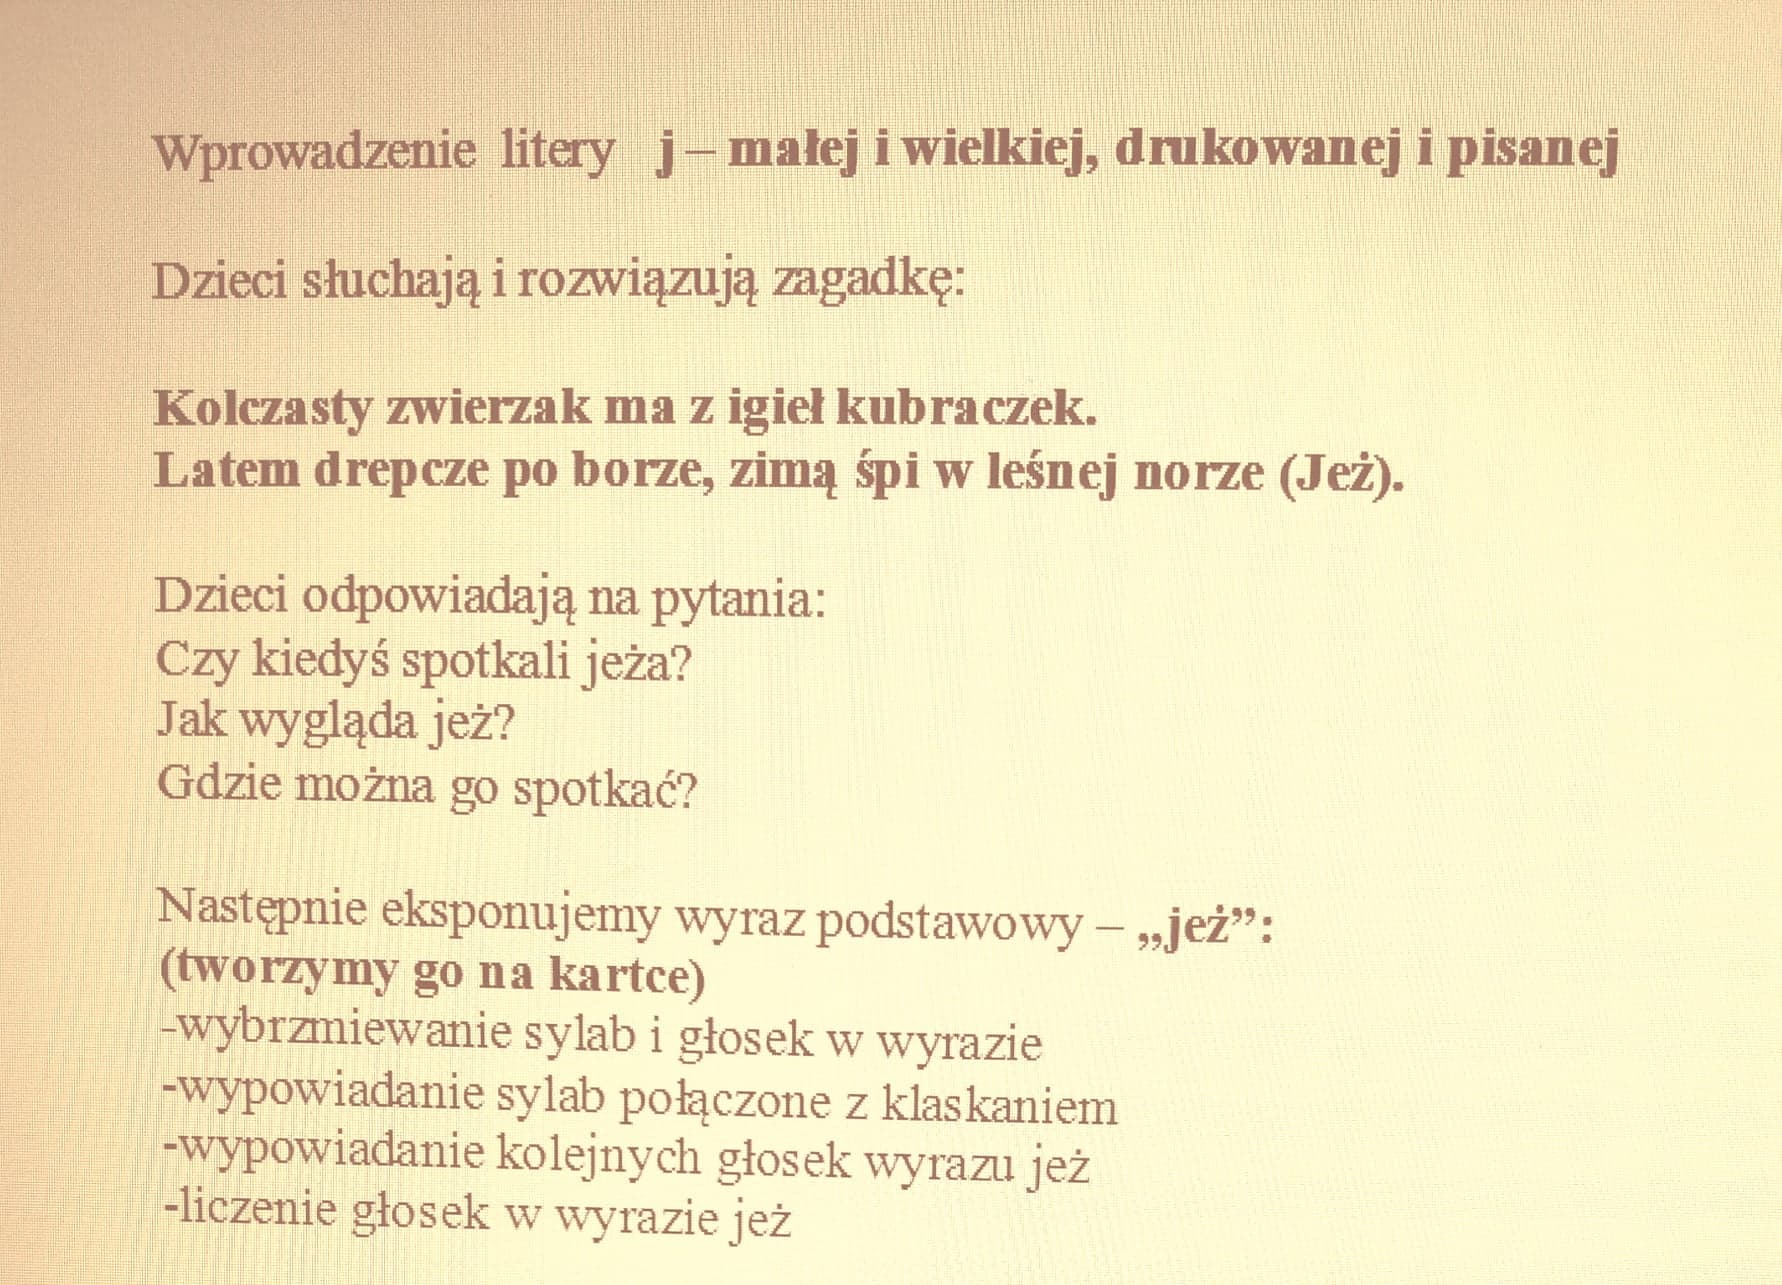 Wprowadzenie litery j – małej i wielkiej, drukowanej i pisanej
Dzieci słuchają i rozwiązują zagadkę:
Kolczasty zwierzak ma z igieł kubraczek.
Latem drepcze po borze, zimą śpi w leśnej norze (Jeż).
Dzieci odpowiadają na pytania:
Czy kiedyś spotkali jeża?
Jak wygląda jeż?
Gdzie można go spotkać?
Następnie eksponujemy wyraz podstawowy – „jeż”:
(tworzymy go na kartce)
-wybrzmiewanie sylab i głosek w wyrazie
-wypowiadanie sylab połączone z klaskaniem
-wypowiadanie kolejnych głosek wyrazu jeż
-liczenie głosek w wyrazie jeż